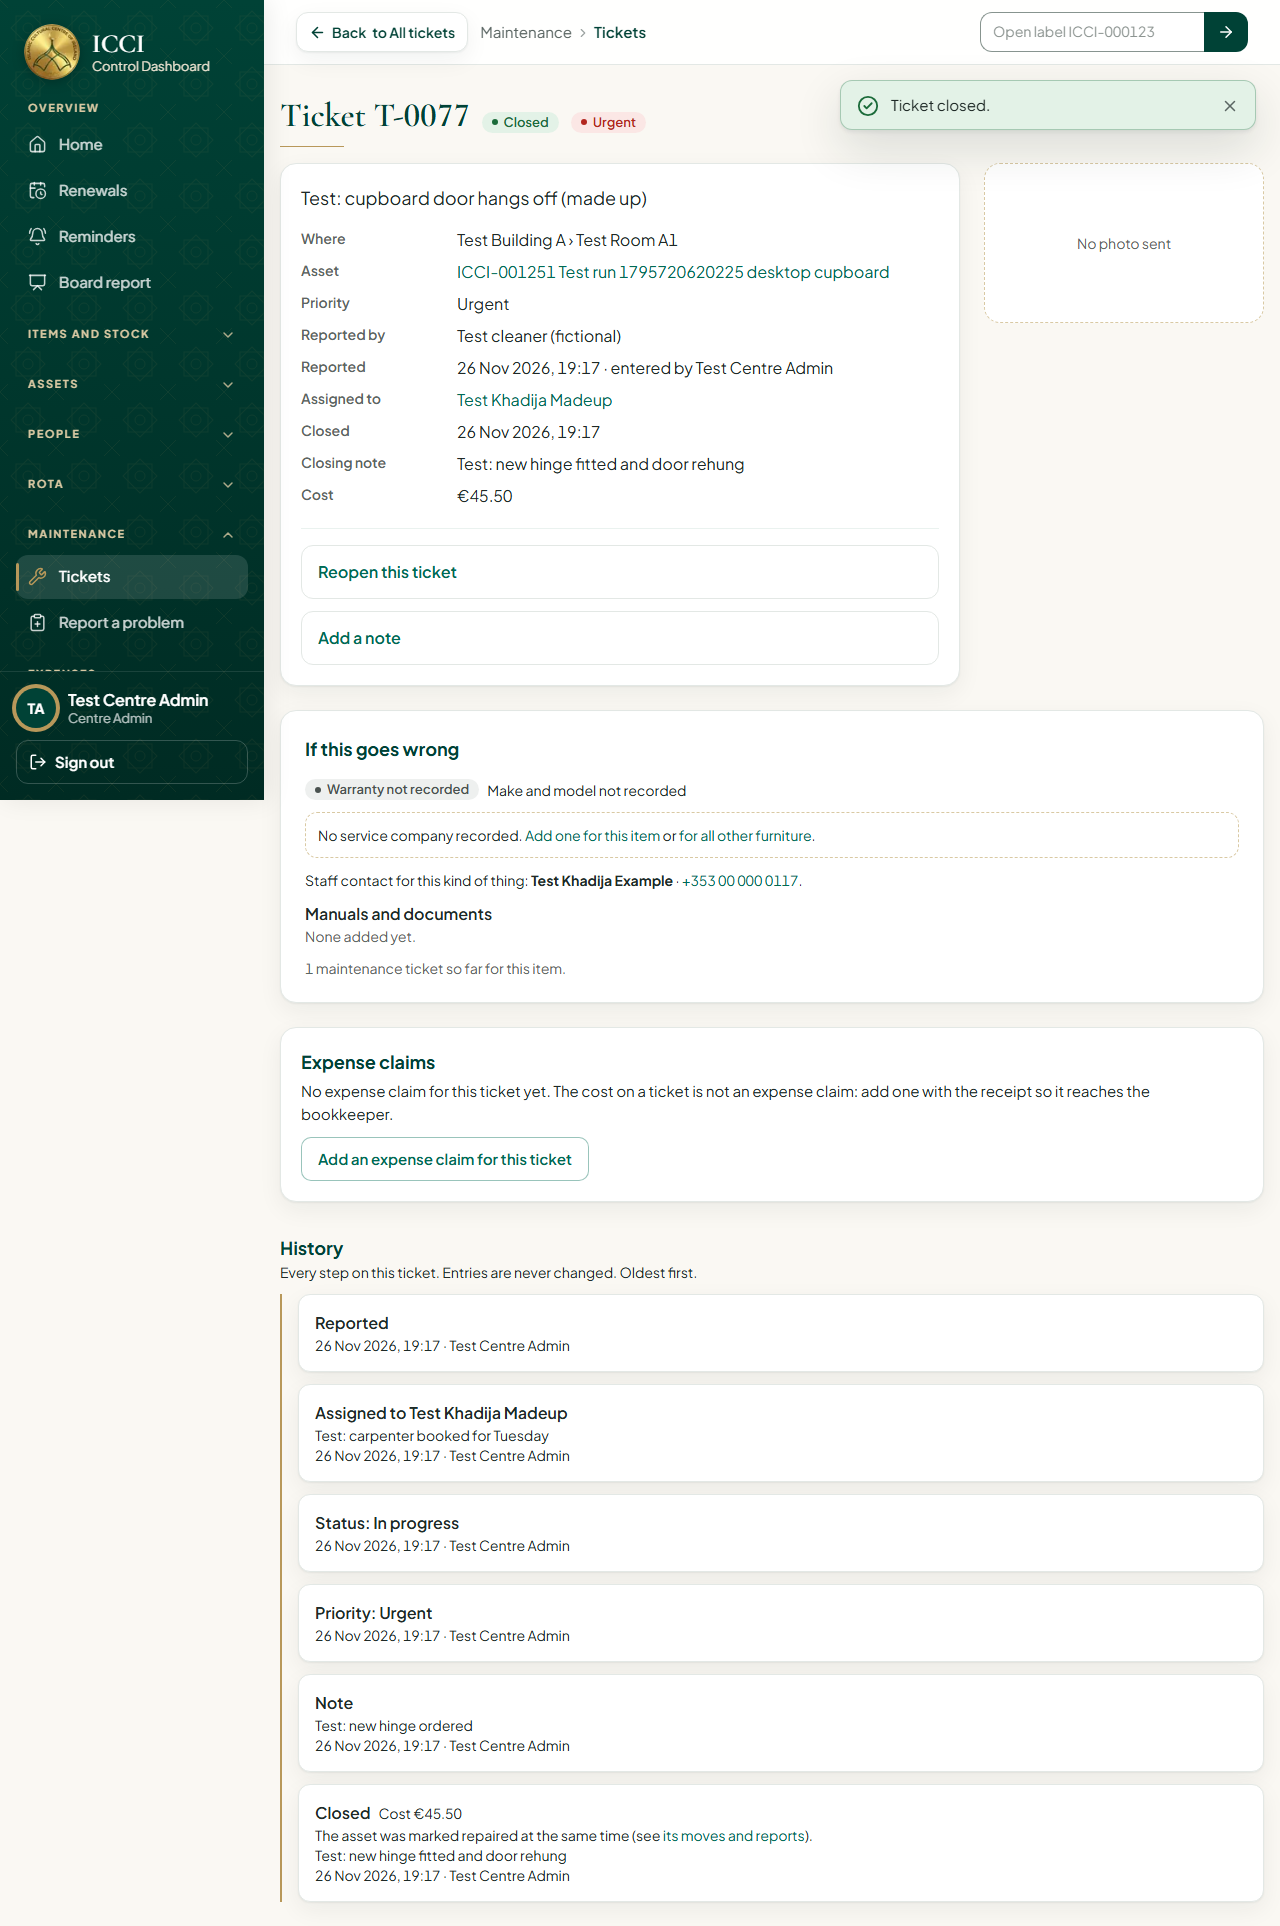 ICCI
Control Dashboard
OVERVIEW
Home
Renewals
Reminders
Board report
ITEMS AND STOCK
ASSETS
PEOPLE
ROTA
MAINTENANCE
Tickets
Report a problem
TA
Test Centre Admin
Centre Admin
Sign out
Back to All tickets
Maintenance › Tickets
Open label ICCI-000123
Ticket T-0077
Closed
Urgent
Ticket closed.
Test: cupboard door hangs off (made up)
Where Test Building A › Test Room A1
Asset ICCI-001251 Test run 1795720620225 desktop cupboard
Priority Urgent
Reported by Test cleaner (fictional)
Reported 26 Nov 2026, 19:17 · entered by Test Centre Admin
Assigned to Test Khadija Madeup
Closed 26 Nov 2026, 19:17
Closing note Test: new hinge fitted and door rehung
Cost €45.50
Reopen this ticket
Add a note
No photo sent
If this goes wrong
Warranty not recorded Make and model not recorded
No service company recorded. Add one for this item or for all other furniture.
Staff contact for this kind of thing: Test Khadija Example · +353 00 000 0117.
Manuals and documents
None added yet.
1 maintenance ticket so far for this item.
Expense claims
No expense claim for this ticket yet. The cost on a ticket is not an expense claim: add one with the receipt so it reaches the
bookkeeper.
Add an expense claim for this ticket
History
Every step on this ticket. Entries are never changed. Oldest first.
Reported
26 Nov 2026, 19:17 · Test Centre Admin
Assigned to Test Khadija Madeup
Test: carpenter booked for Tuesday
26 Nov 2026, 19:17 · Test Centre Admin
Status: In progress
26 Nov 2026, 19:17 · Test Centre Admin
Priority: Urgent
26 Nov 2026, 19:17 · Test Centre Admin
Note
Test: new hinge ordered
26 Nov 2026, 19:17 · Test Centre Admin
Closed Cost €45.50
The asset was marked repaired at the same time (see its moves and reports).
Test: new hinge fitted and door rehung
26 Nov 2026, 19:17 · Test Centre Admin